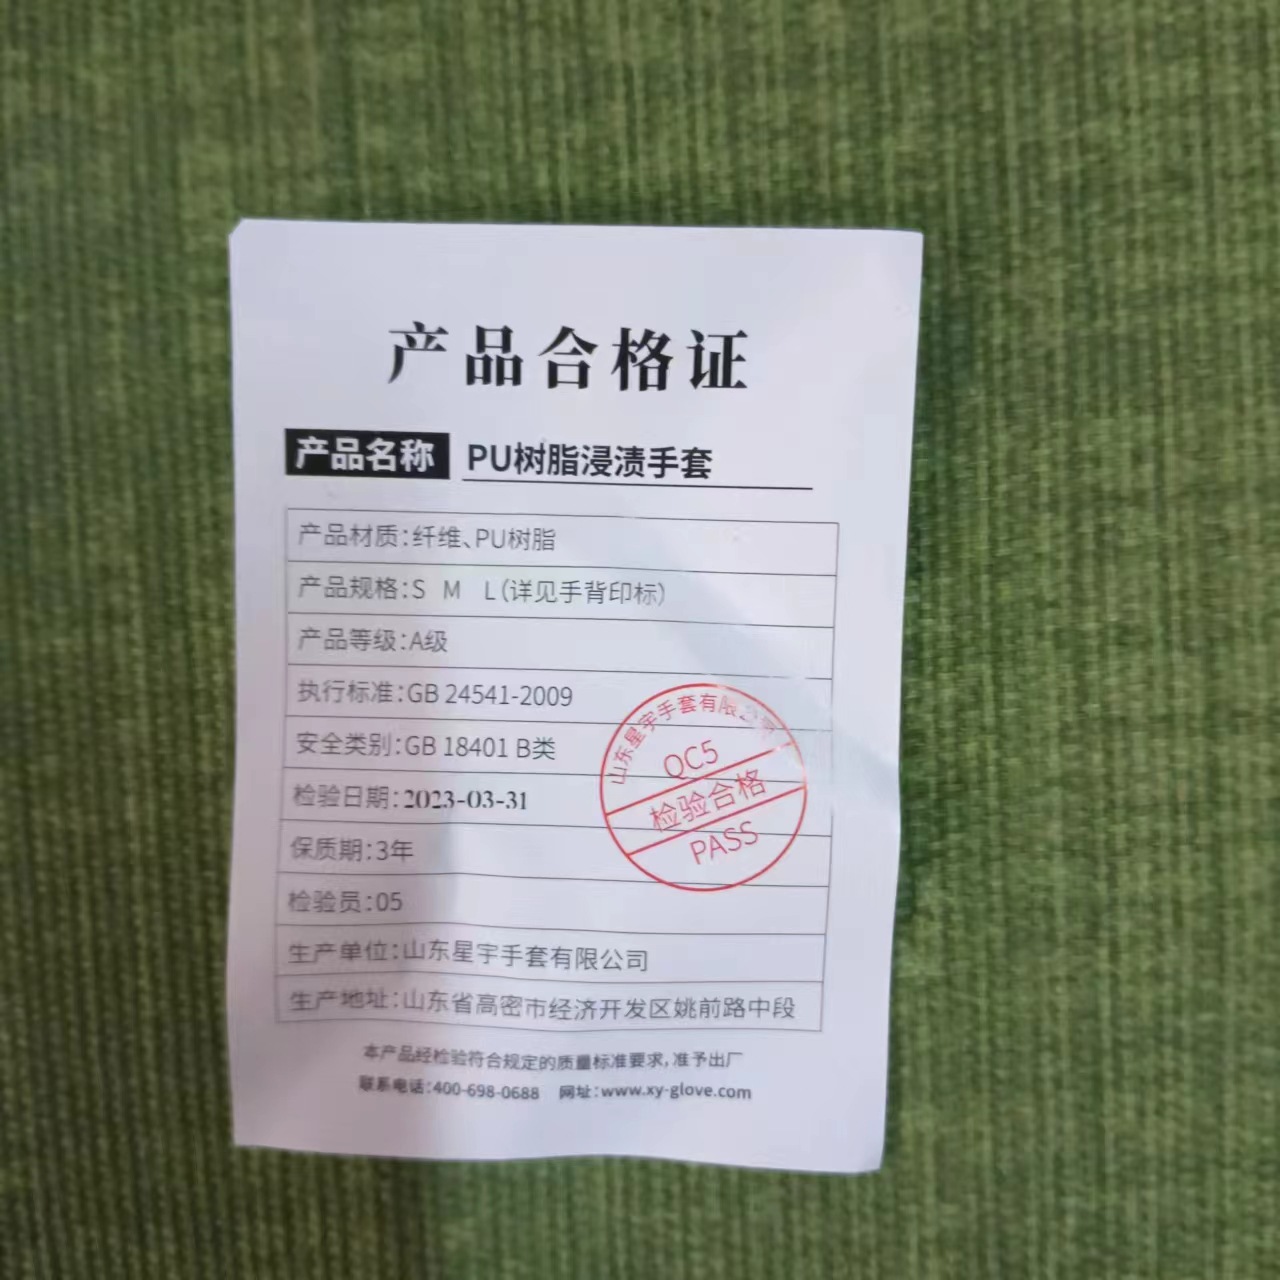 产品合格证
产品名称 PU树脂浸渍手套
产品材质:纤维、PU树脂
产品规格:S M L(详见手背印标)
产品等级:A级
执行标准:GB 24541-2009
安全类别:GB 18401 B类
检验日期:2023-03-31
保质期:3年
检验员:05
生产单位:山东星宇手套有限公司
生产地址:山东省高密市经济开发区姚前路中段
山东星宇手套有限
QC5
检验合格
PASS
本产品经检验符合规定的质量标准要求,准予出厂
联系电话:400-698-0688 网址:www.xy-glove.com